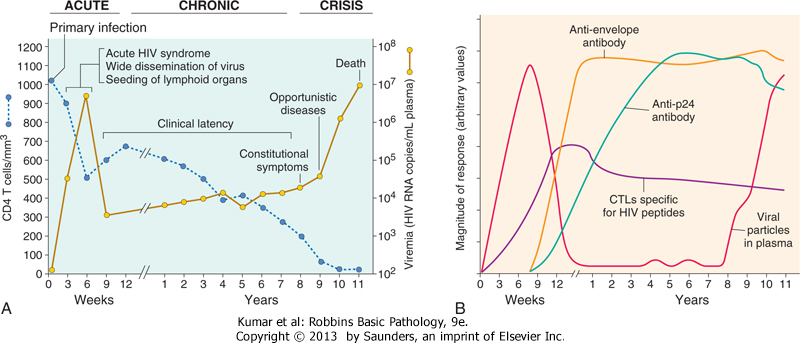 ACUTE CHRONIC CRISIS
Primary infection
1200
1100
1000
900
800
700
600
500
400
300
200
100
0
CD4 T cells/mm³
Acute HIV syndrome
Wide dissemination of virus
Seeding of lymphoid organs
Clinical latency
Constitutional
symptoms
Opportunistic
diseases
Death
10⁸
10⁷
10⁶
10⁵
10⁴
10³
10²
Viremia (HIV RNA copies/mL plasma)
0 3 6 9 12 1 2 3 4 5 6 7 8 9 10 11
Weeks Years
A
Magnitude of response (arbitrary values)
Anti-envelope
antibody
Anti-p24
antibody
CTLs specific
for HIV peptides
Viral
particles
in plasma
0 3 6 9 12 1 2 3 4 5 6 7 8 9 10 11
Weeks Years
B
Kumar et al: Robbins Basic Pathology, 9e.
Copyright © 2013 by Saunders, an imprint of Elsevier Inc.